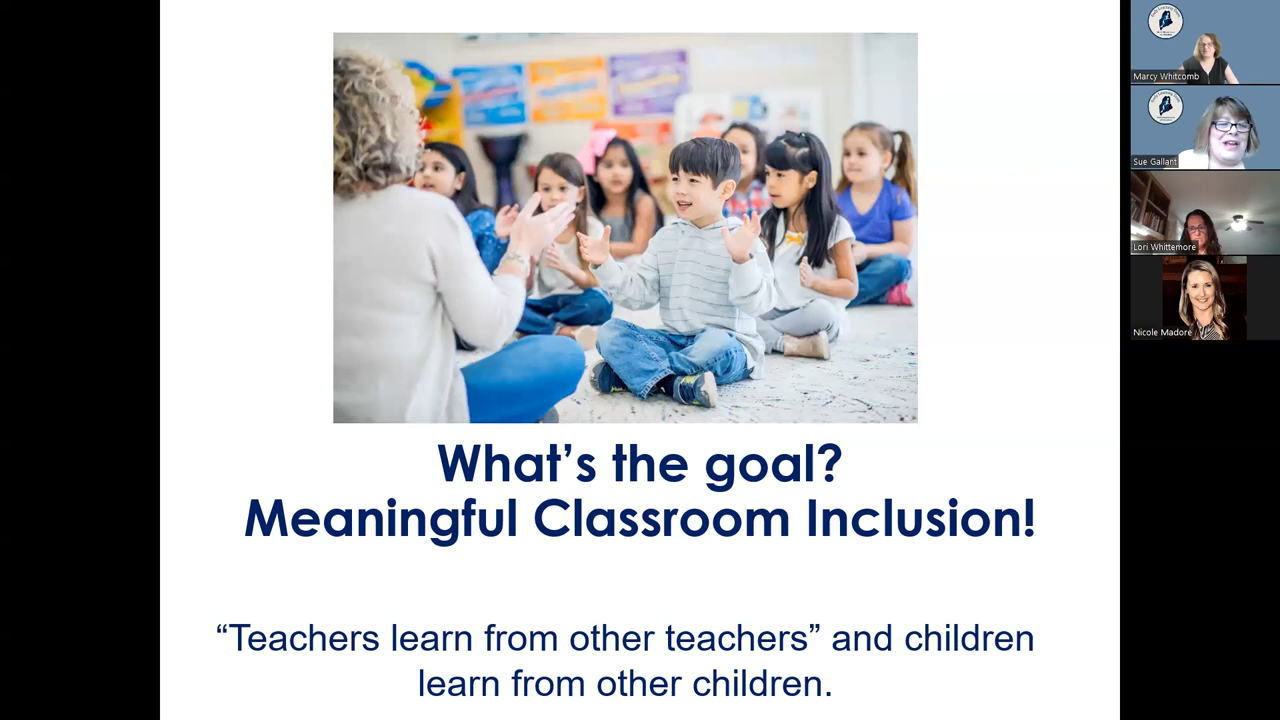 What's the goal?
Meaningful Classroom Inclusion!
“Teachers learn from other teachers” and children
learn from other children.
Marcy Whitcomb
Sue Gallant
Lori Whittemore
Nicole Madore